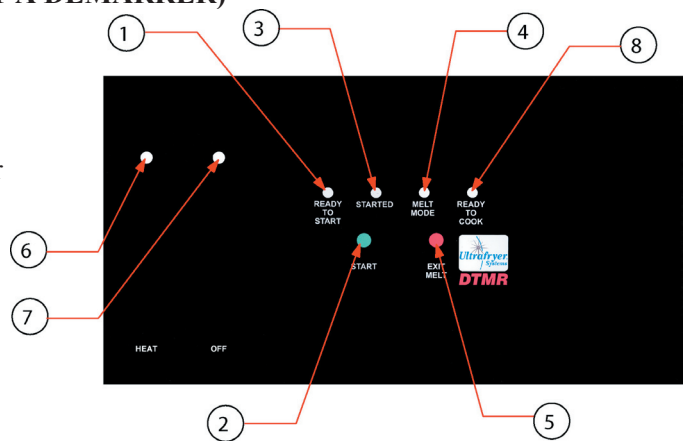 À DÉMARRER)
1
3
4
8
READY
TO
START
STARTED
MELT
MODE
READY
TO
COOK
6
START
EXIT
MELT
Ultrafryer
Systems
DTMR
7
HEAT
OFF
2
5